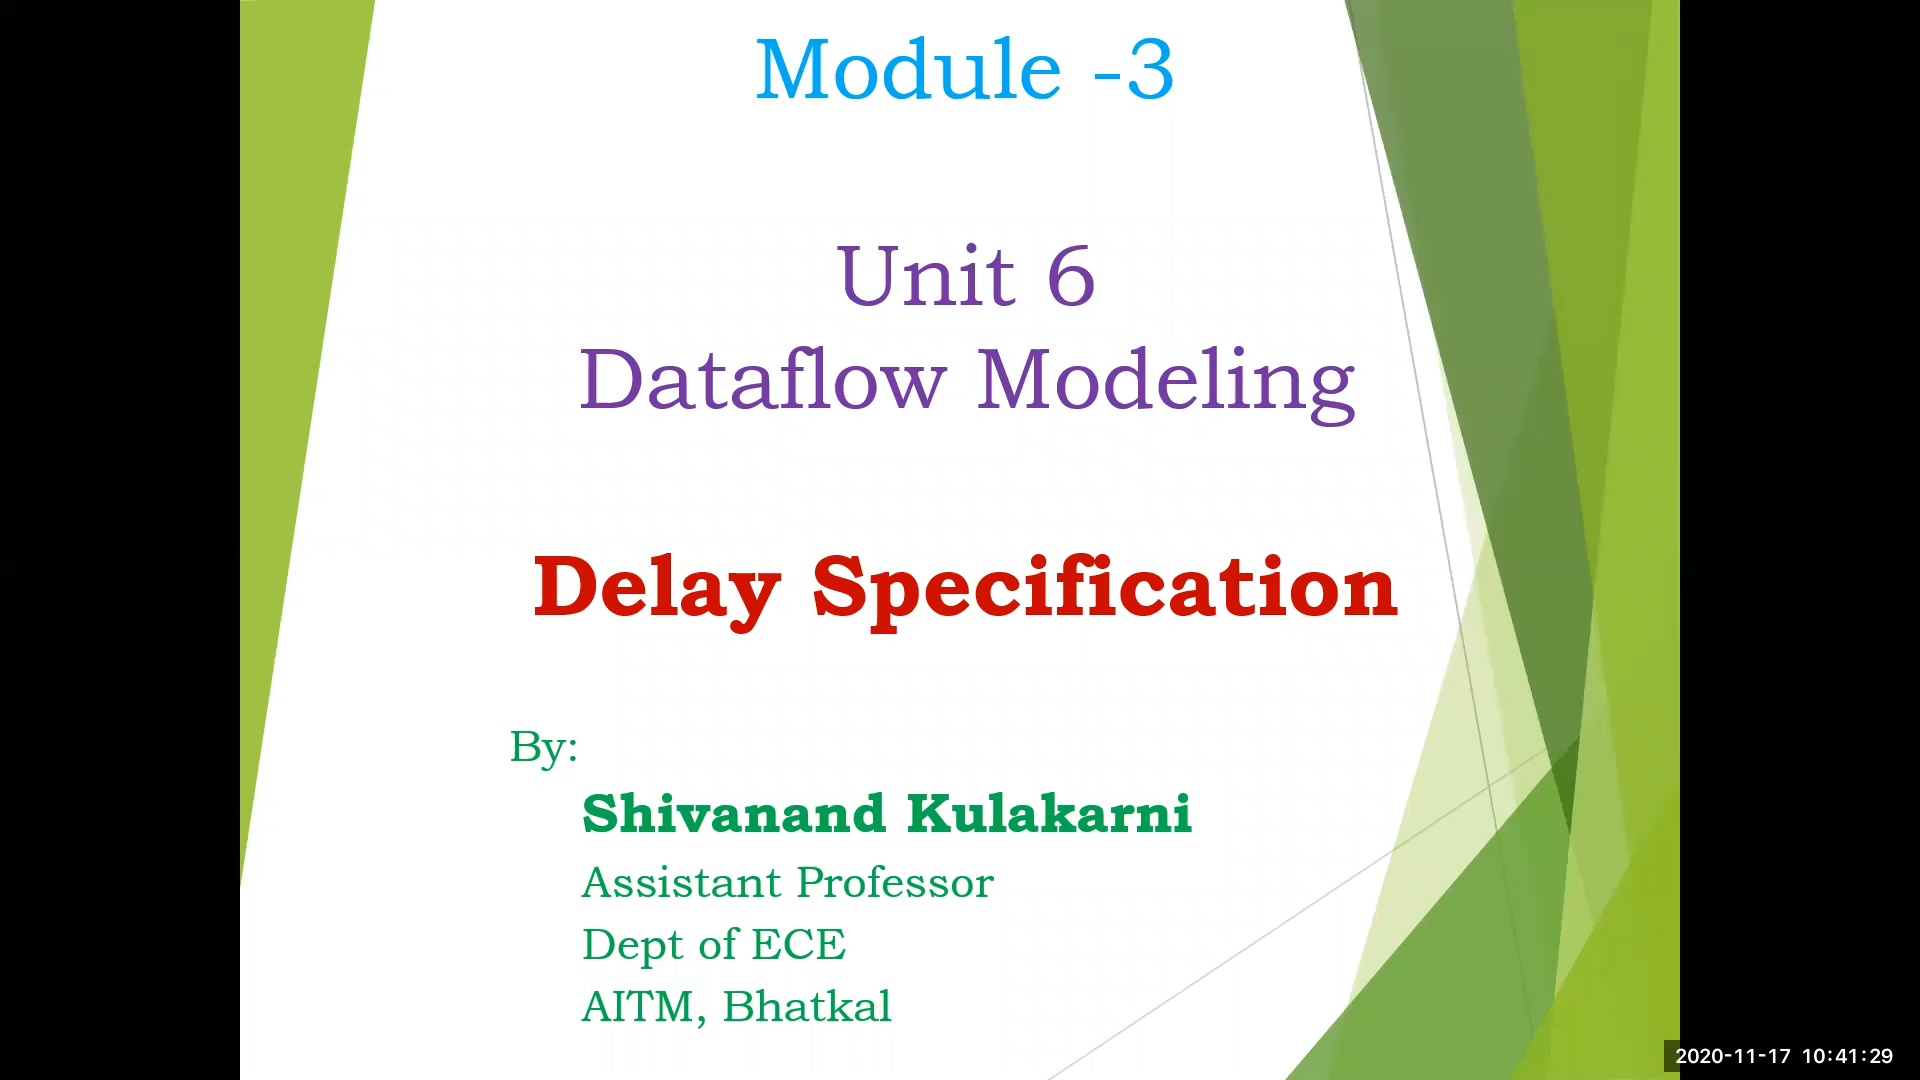 Module -3
Unit 6
Dataflow Modeling
Delay Specification
By:
Shivanand Kulakarni
Assistant Professor
Dept of ECE
AITM, Bhatkal
2020-11-17 10:41:29